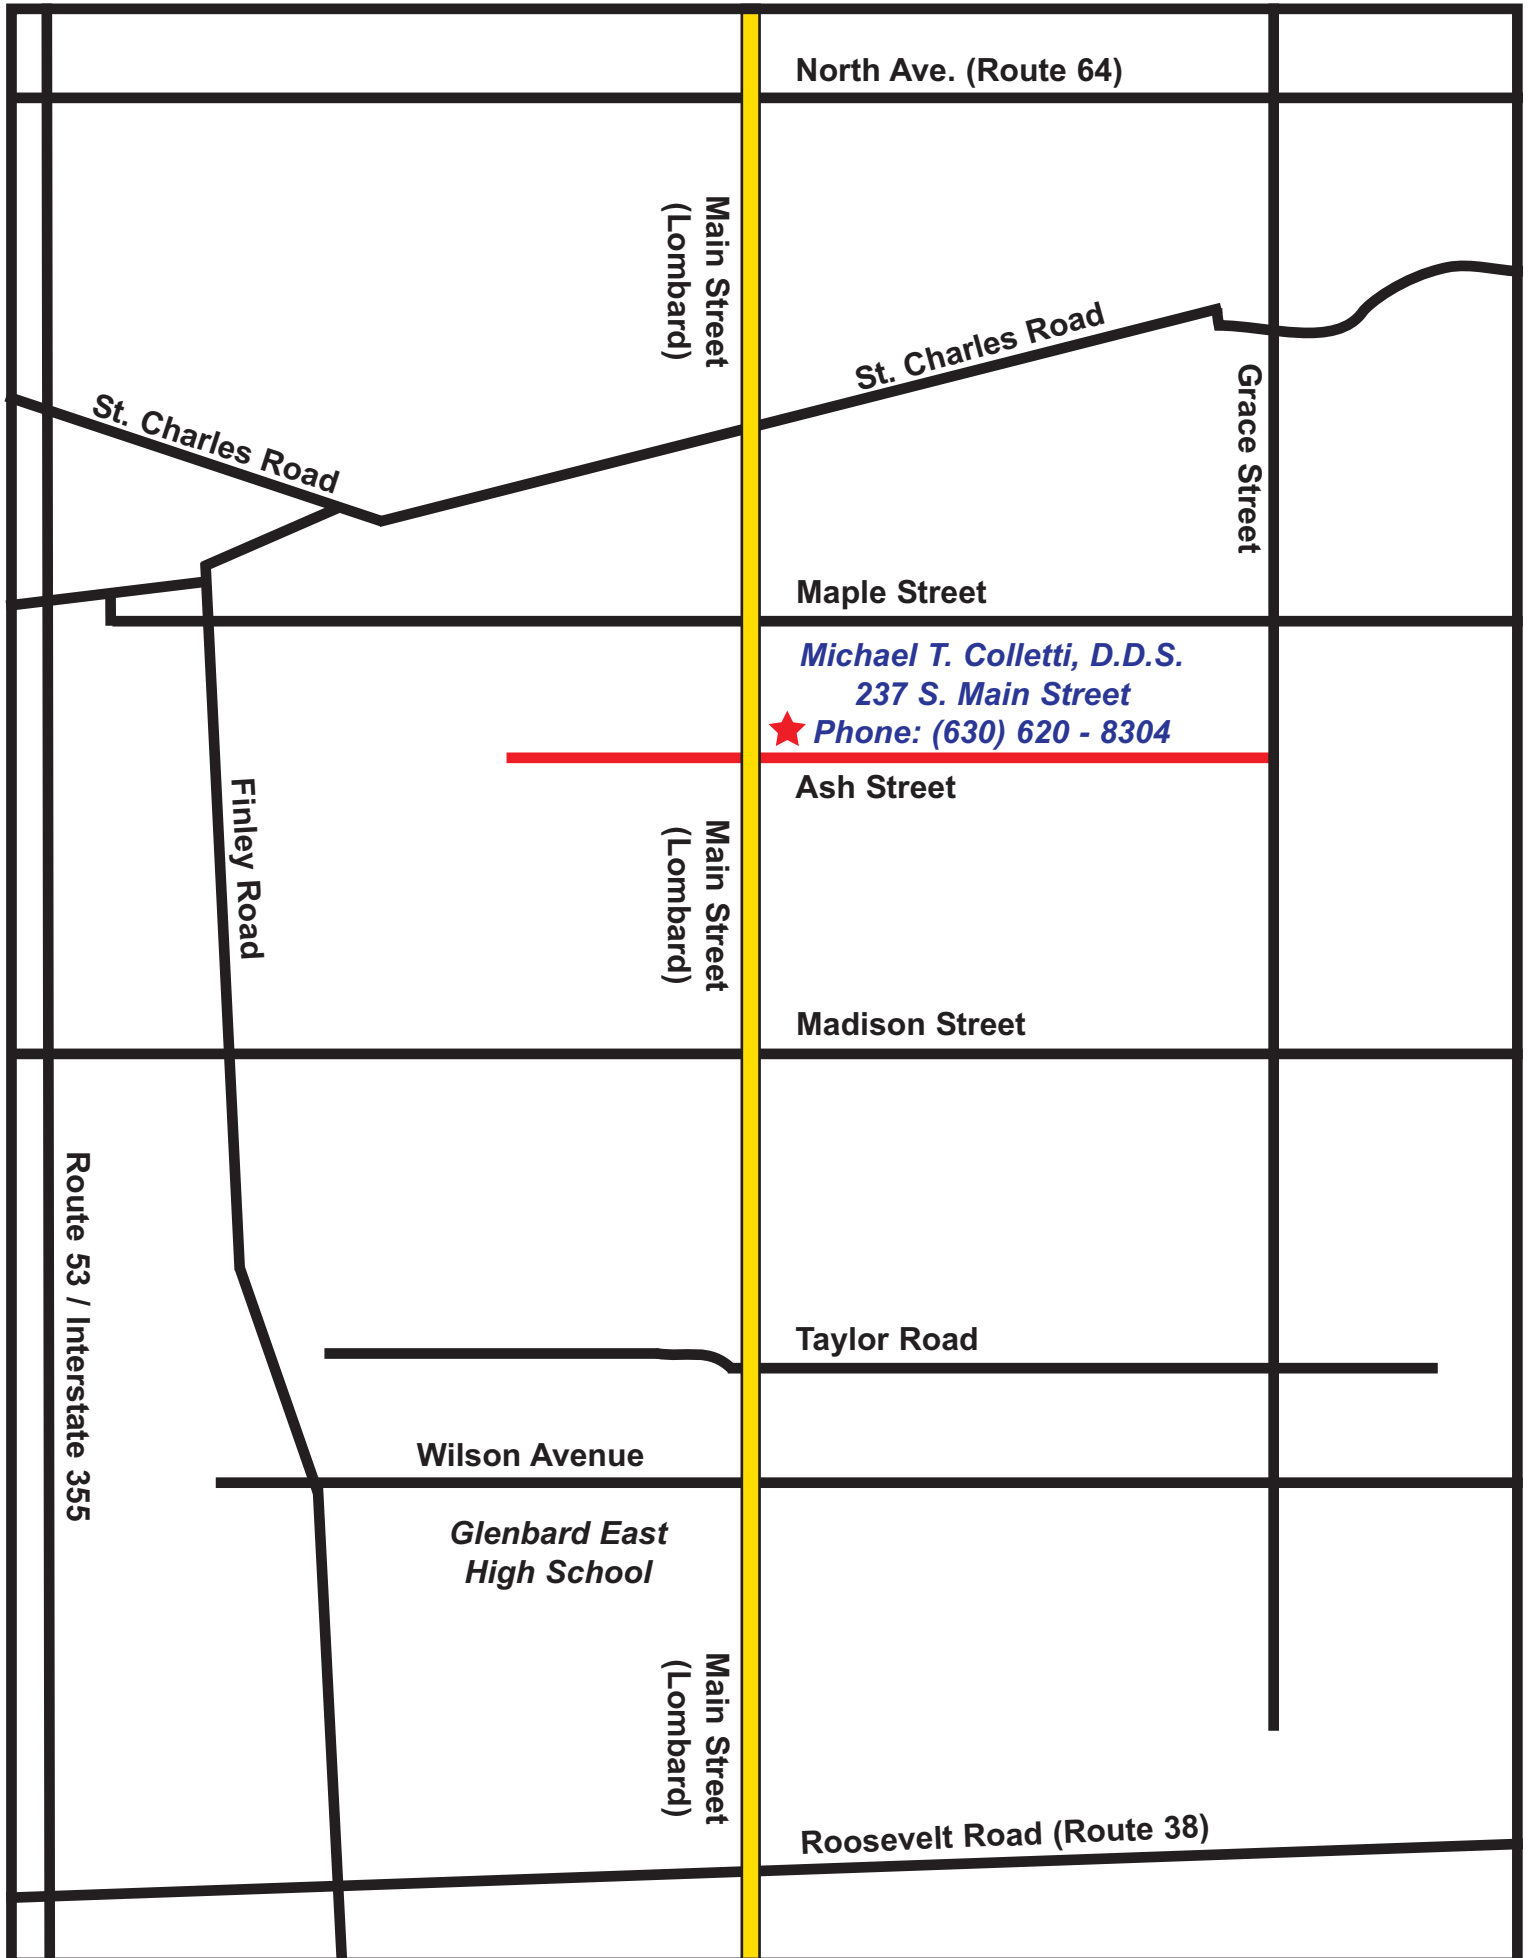 North Ave. (Route 64)
Main Street
(Lombard)
St. Charles Road
Grace Street
St. Charles Road
Maple Street
Michael T. Colletti, D.D.S.
237 S. Main Street
Phone: (630) 620 - 8304
Ash Street
Finley Road
Main Street
(Lombard)
Madison Street
Route 53 / Interstate 355
Taylor Road
Wilson Avenue
Glenbard East
High School
Main Street
(Lombard)
Roosevelt Road (Route 38)